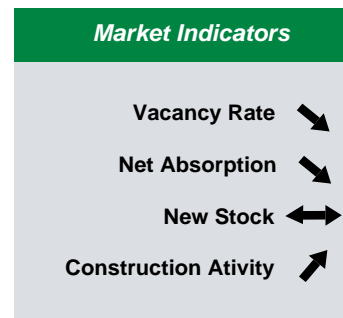 Market Indicators
Vacancy Rate
Net Absorption
New Stock
Construction Ativity